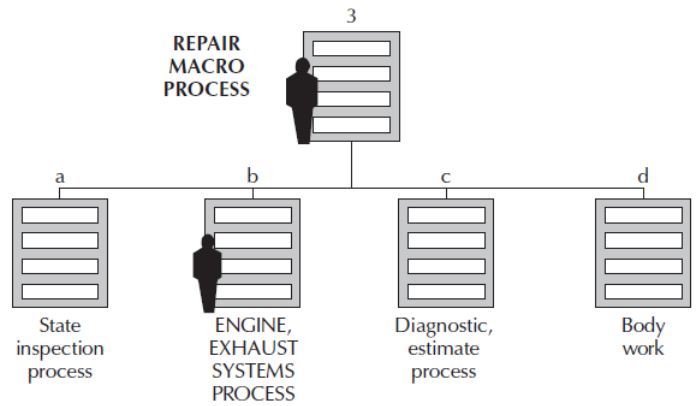 3
REPAIR
MACRO
PROCESS
a
b
c
d
State
inspection
process
ENGINE,
EXHAUST
SYSTEMS
PROCESS
Diagnostic,
estimate
process
Body
work